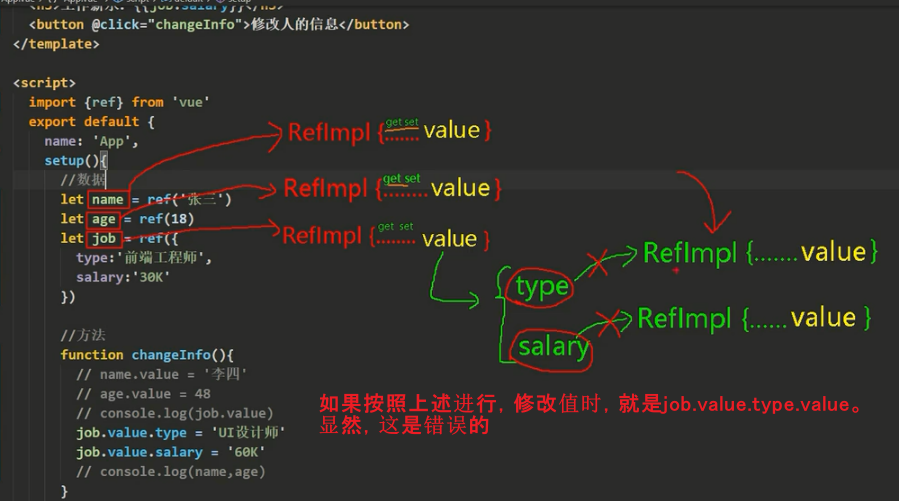 <h3>工作薪水: {{job.salary}}</h3>
<button @click="changeInfo">修改人的信息</button>
</template>
<script>
import {ref} from 'vue'
export default {
name: 'App',
setup(){
//数据
let name = ref('张三')
let age = ref(18)
let job = ref({
type:'前端工程师',
salary:'30K'
})
//方法
function changeInfo(){
// name.value = '李四'
// age.value = 48
// console.log(job.value)
job.value.type = 'UI设计师'
job.value.salary = '60K'
// console.log(name,age)
}
get set
RefImpl {....... value }
get set
RefImpl {....... value }
get set
RefImpl {........ value }
{
type
salary
RefImpl {....... value }
RefImpl {...... value }
如果按照上述进行, 修改值时, 就是job.value.type.value。
显然, 这是错误的